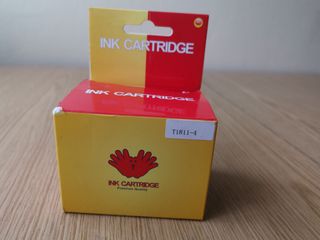 INK CARTRIDGE
INK CARTRIDGE
T1811-4
INK CARTRIDGE
Premium Quality